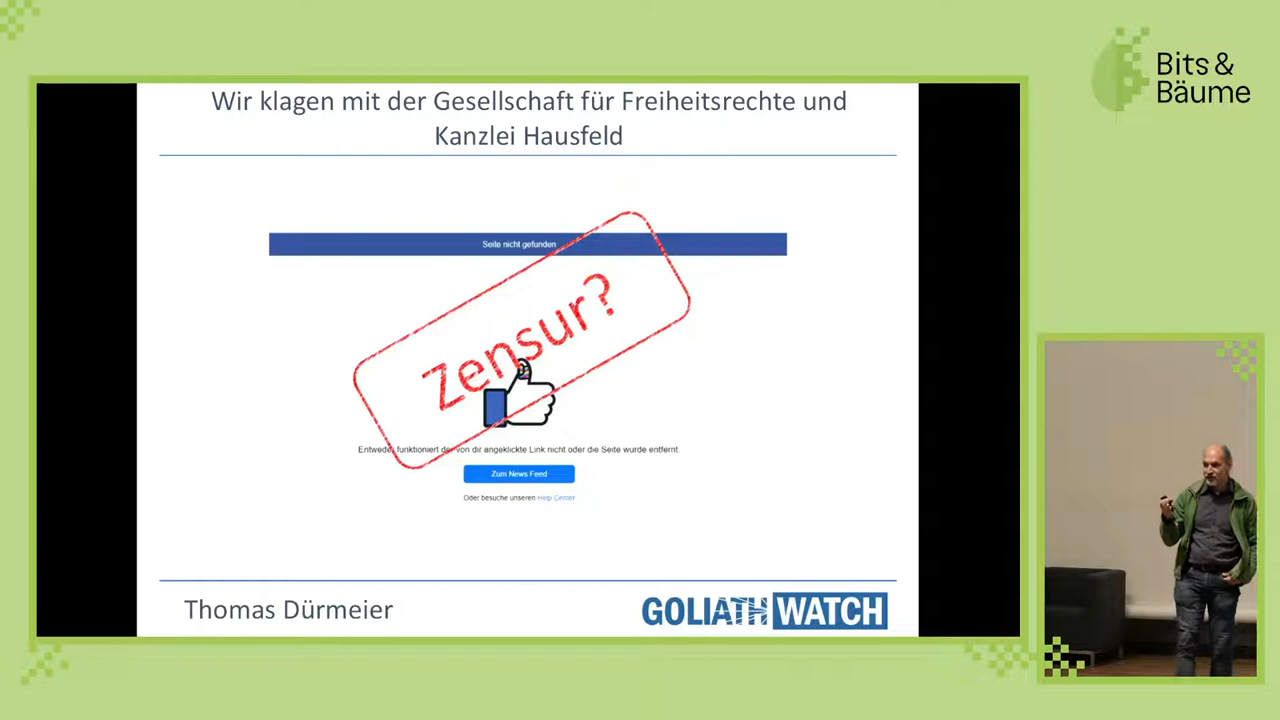 Bits &
Bäume
Wir klagen mit der Gesellschaft für Freiheitsrechte und
Kanzlei Hausfeld
Seite nicht gefunden
Zensur?
Entweder funktioniert der von dir angeklickte Link nicht oder die Seite wurde entfernt.
Zum News Feed
Oder besuche unseren Help Center
Thomas Dürmeier
GOLIATH WATCH